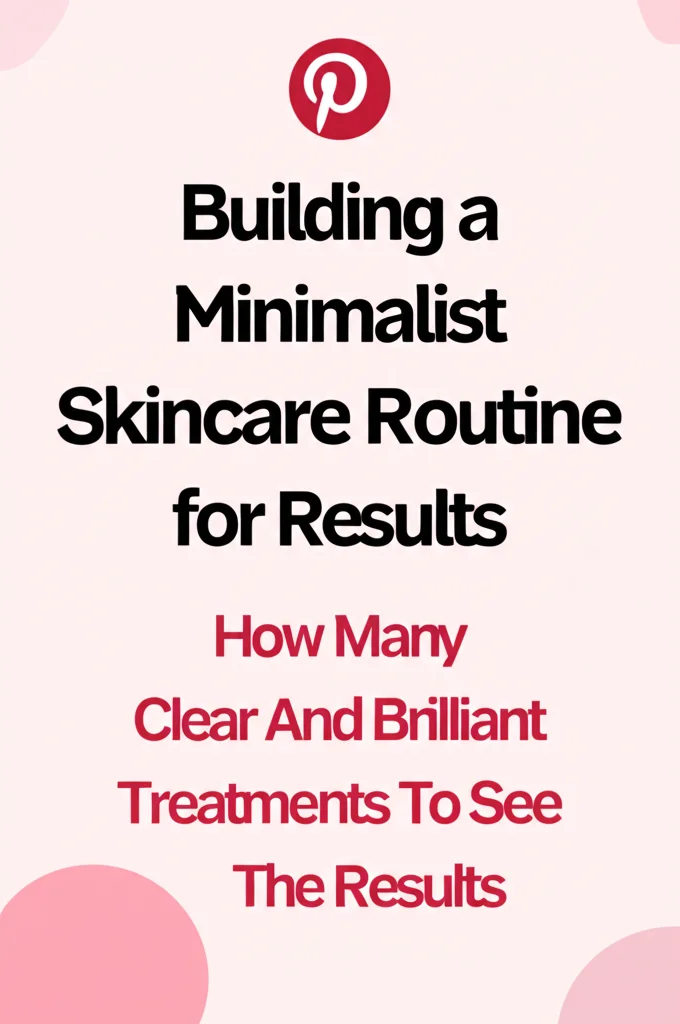 Building a
Minimalist
Skincare Routine
for Results
How Many
Clear And Brilliant
Treatments To See
The Results